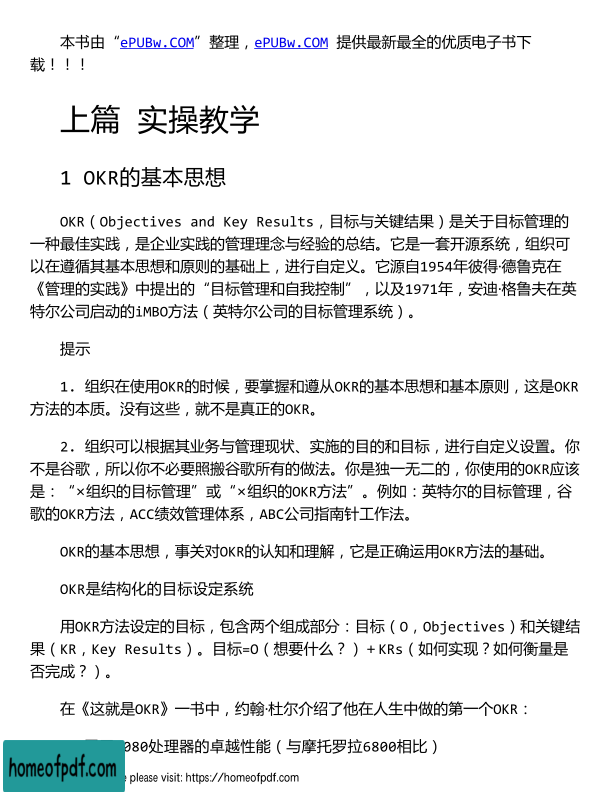 本书由“ePUBw.COM”整理，ePUBw.COM 提供最新最全的优质电子书下
载！！！
上篇 实操教学
1 OKR的基本思想
OKR（Objectives and Key Results，目标与关键结果）是关于目标管理的
一种最佳实践，是企业实践的管理理念与经验的总结。它是一套开源系统，组织可
以在遵循其基本思想和原则的基础上，进行自定义。它源自1954年彼得·德鲁克在
《管理的实践》中提出的“目标管理和自我控制”，以及1971年，安迪·格鲁夫在英
特尔公司启动的iMBO方法（英特尔公司的目标管理系统）。
提示
1. 组织在使用OKR的时候，要掌握和遵从OKR的基本思想和基本原则，这是OKR
方法的本质。没有这些，就不是真正的OKR。
2. 组织可以根据其业务与管理现状、实施的目的和目标，进行自定义设置。你
不是谷歌，所以你不必要照搬谷歌所有的做法。你是独一无二的，你使用的OKR应该
是：“×组织的目标管理”或“×组织的OKR方法”。例如：英特尔的目标管理，谷
歌的OKR方法，ACC绩效管理体系，ABC公司指南针工作法。
OKR的基本思想，事关对OKR的认知和理解，它是正确运用OKR方法的基础。
OKR是结构化的目标设定系统
用OKR方法设定的目标，包含两个组成部分：目标（O，Objectives）和关键结
果（KR，Key Results）。目标=O（想要什么？）＋KRs（如何实现？如何衡量是
否完成？）。
在《这就是OKR》一书中，约翰·杜尔介绍了他在人生中做的第一个OKR：
080处理器的卓越性能（与摩托罗拉6800相比）
homeofpdf.com
please visit: https://homeofpdf.com